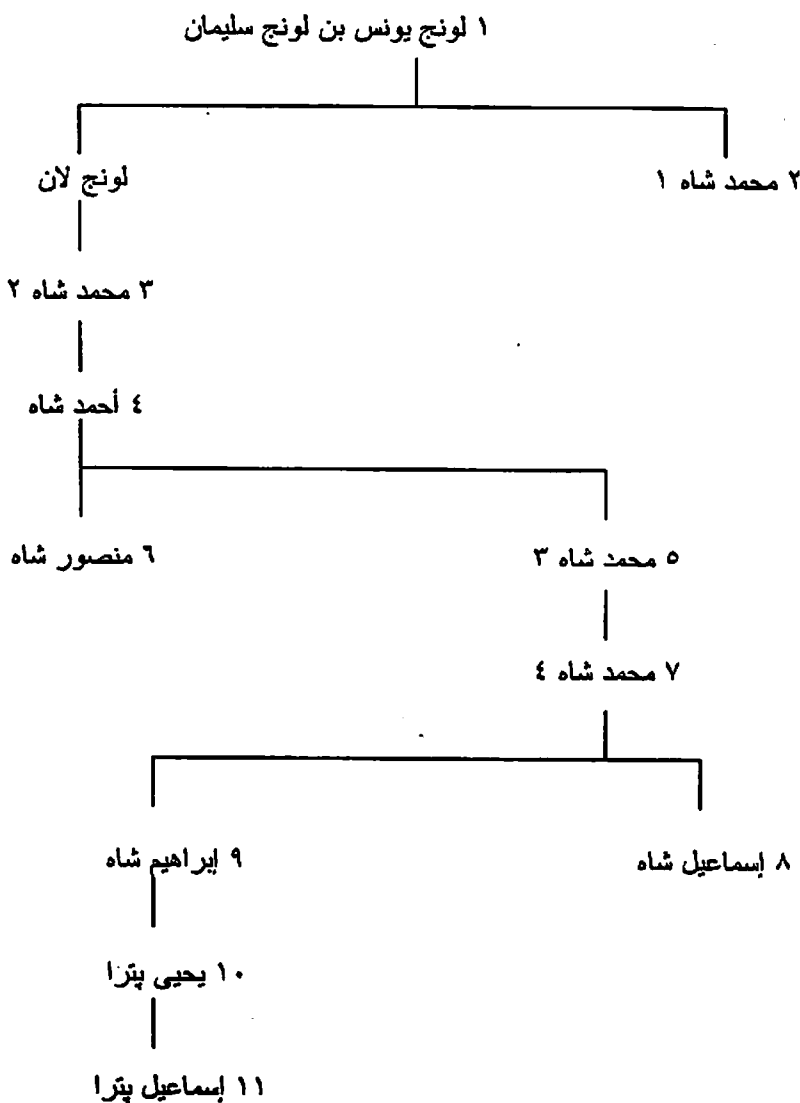 ١ لونج يونس بن لونج سليمان
٢ محمد شاه ١
لونج لان
٣ محمد شاه ٢
٤ أحمد شاه
٥ محمد شاه ٣
٦ منصور شاه
٧ محمد شاه ٤
٨ إسماعيل شاه
٩ إبراهيم شاه
١٠ يحيى پترا
١١ إسماعيل پترا